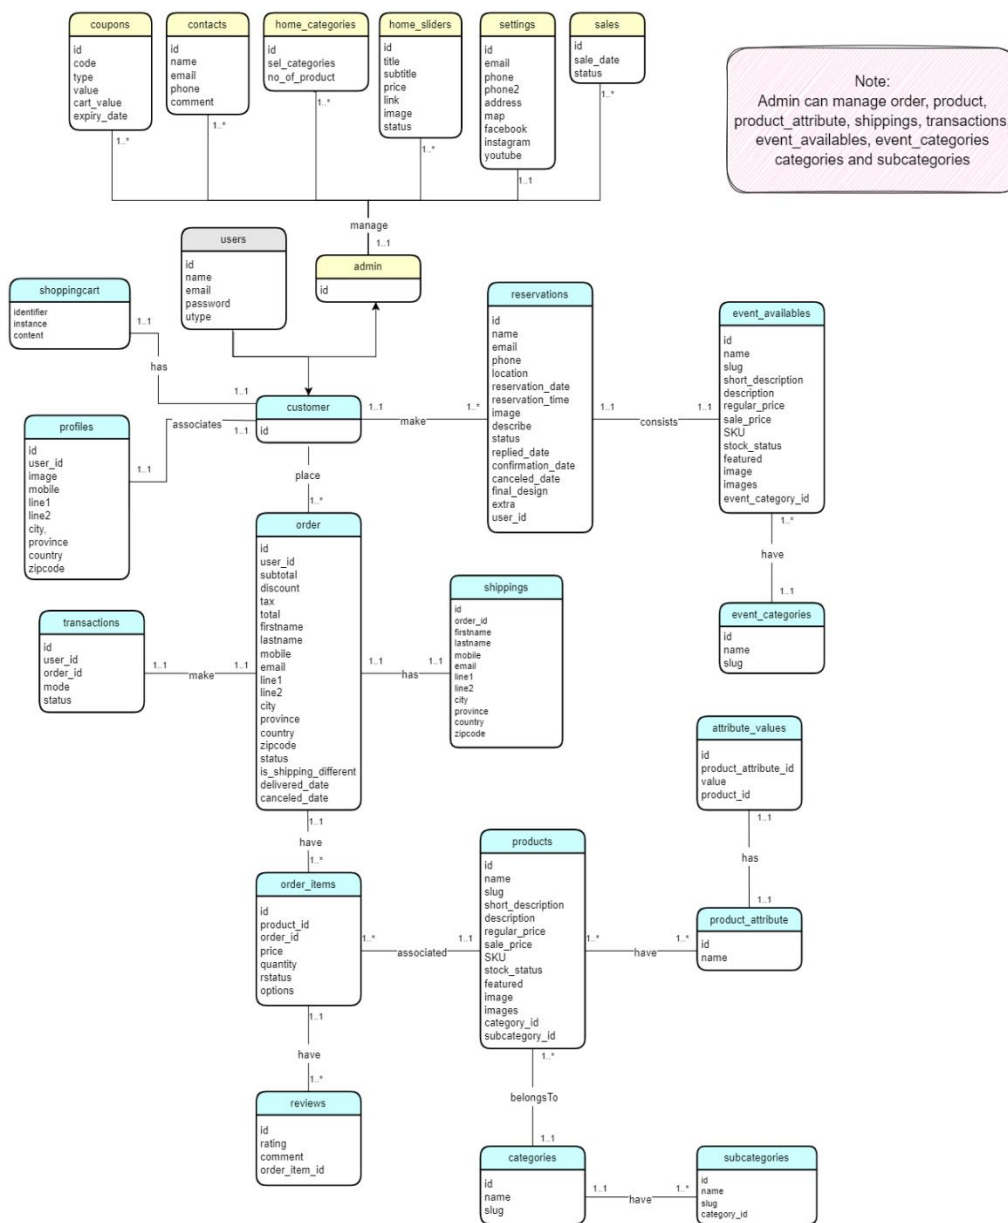 coupons
id
code
type
value
cart_value
expiry_date
1..*
contacts
id
name
email
phone
comment
1..*
home_categories
id
sel_categories
no_of_product
1..*
home_sliders
id
title
subtitle
price
link
image
status
1..*
settings
id
email
phone
phone2
address
map
facebook
instagram
youtube
1..1
sales
id
sale_date
status
1..*
Note:
Admin can manage order, product,
product_attribute, shippings, transactions,
event_availables, event_categories
categories and subcategories
manage
1..1
users
id
name
email
password
utype
admin
id
shoppingcart
identifier
instance
content
1..1
has
1..1
customer
id
associates
1..1
1..1
profiles
id
user_id
image
mobile
line1
line2
city,
province
country
zipcode
1..1
make
1..*
reservations
id
name
email
phone
location
reservation_date
reservation_time
image
describe
status
replied_date
confirmation_date
canceled_date
final_design
extra
user_id
1..1
consists
1..1
event_availables
id
name
slug
short_description
description
regular_price
sale_price
SKU
stock_status
featured
image
images
event_category_id
1..*
have
1..1
event_categories
id
name
slug
place
1..*
order
id
user_id
subtotal
discount
tax
total
firstname
lastname
mobile
email
line1
line2
city
province
country
zipcode
status
is_shipping_different
delivered_date
canceled_date
transactions
id
user_id
order_id
mode
status
1..1
make
1..1
1..1
has
1..1
shippings
id
order_id
firstname
lastname
mobile
email
line1
line2
city
province
country
zipcode
1..1
have
1..*
order_items
id
product_id
order_id
price
quantity
rstatus
options
1..*
associated
1..1
products
id
name
slug
short_description
description
regular_price
sale_price
SKU
stock_status
featured
image
images
category_id
subcategory_id
1..*
have
1..*
attribute_values
id
product_attribute_id
value
product_id
1..1
has
1..1
product_attribute
id
name
1..1
have
1..*
reviews
id
rating
comment
order_item_id
1..*
belongsTo
1..1
categories
id
name
slug
1..1
have
1..*
subcategories
id
name
slug
category_id